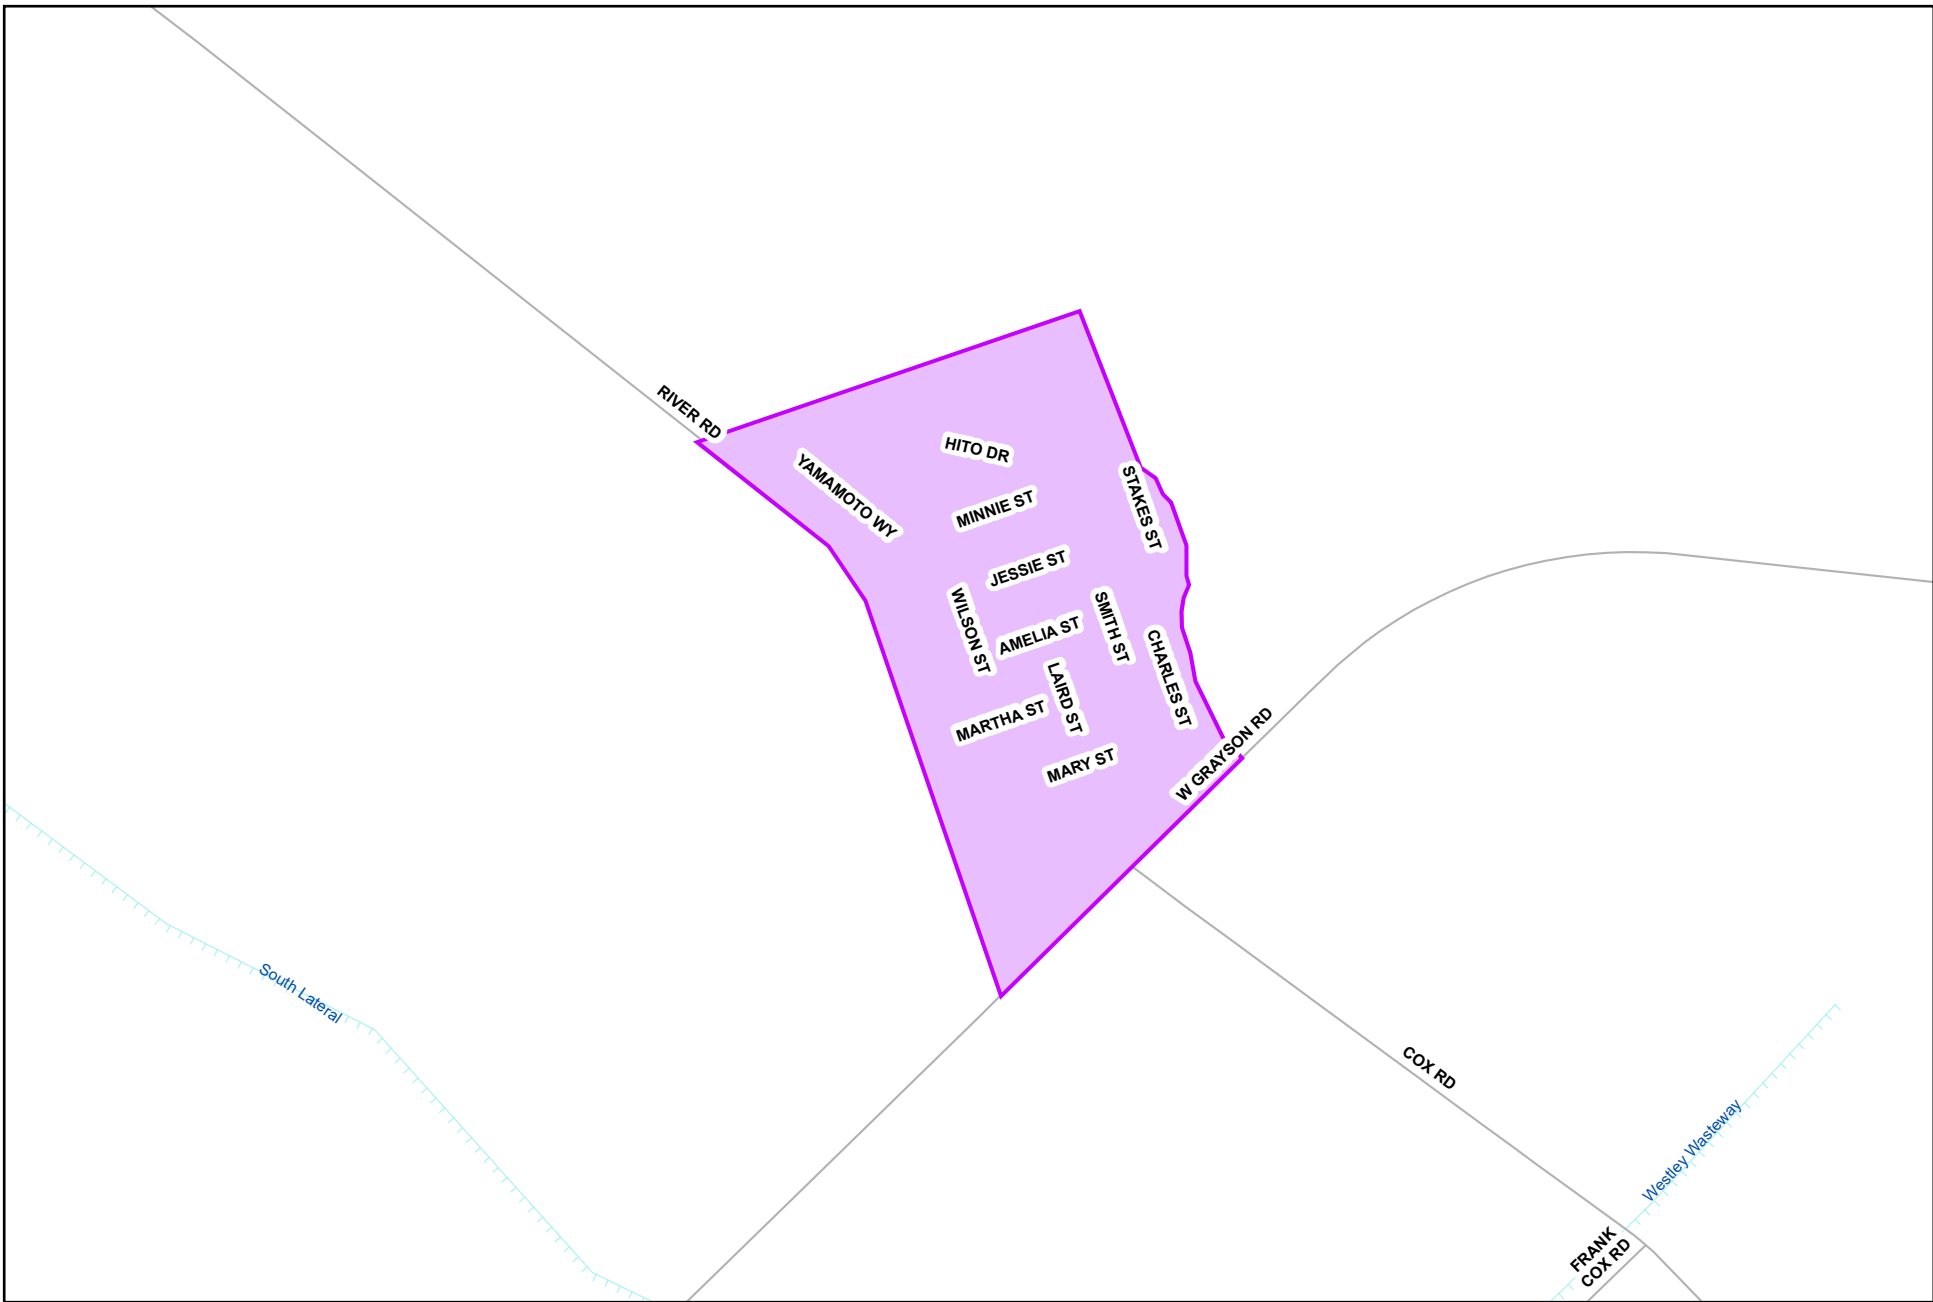 RIVER RD
HITO DR
YAMAMOTO WY
MINNIE ST
STAKES ST
JESSIE ST
WILSON ST
AMELIA ST
SMITH ST
CHARLES ST
LAIRD ST
MARTHA ST
MARY ST
W GRAYSON RD
South Lateral
COX RD
Westley Wasteway
FRANK
COX RD